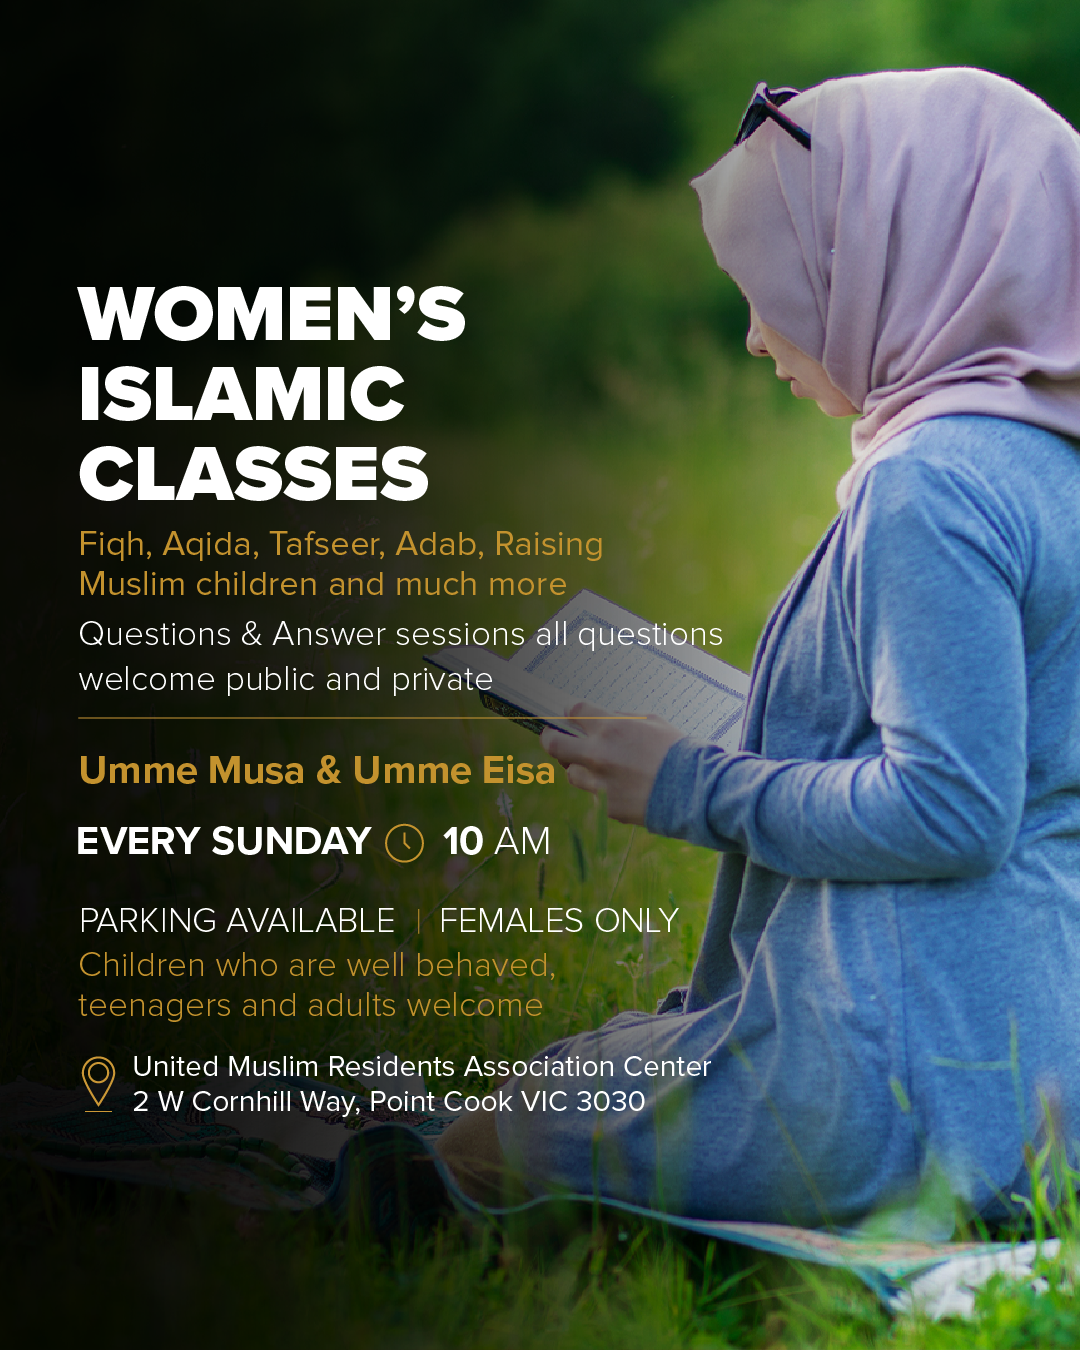 WOMEN’S
ISLAMIC
CLASSES
Fiqh, Aqida, Tafseer, Adab, Raising
Muslim children and much more
Questions & Answer sessions all questions
welcome public and private
Umme Musa & Umme Eisa
EVERY SUNDAY 10 AM
PARKING AVAILABLE | FEMALES ONLY
Children who are well behaved,
teenagers and adults welcome
United Muslim Residents Association Center
2 W Cornhill Way, Point Cook VIC 3030